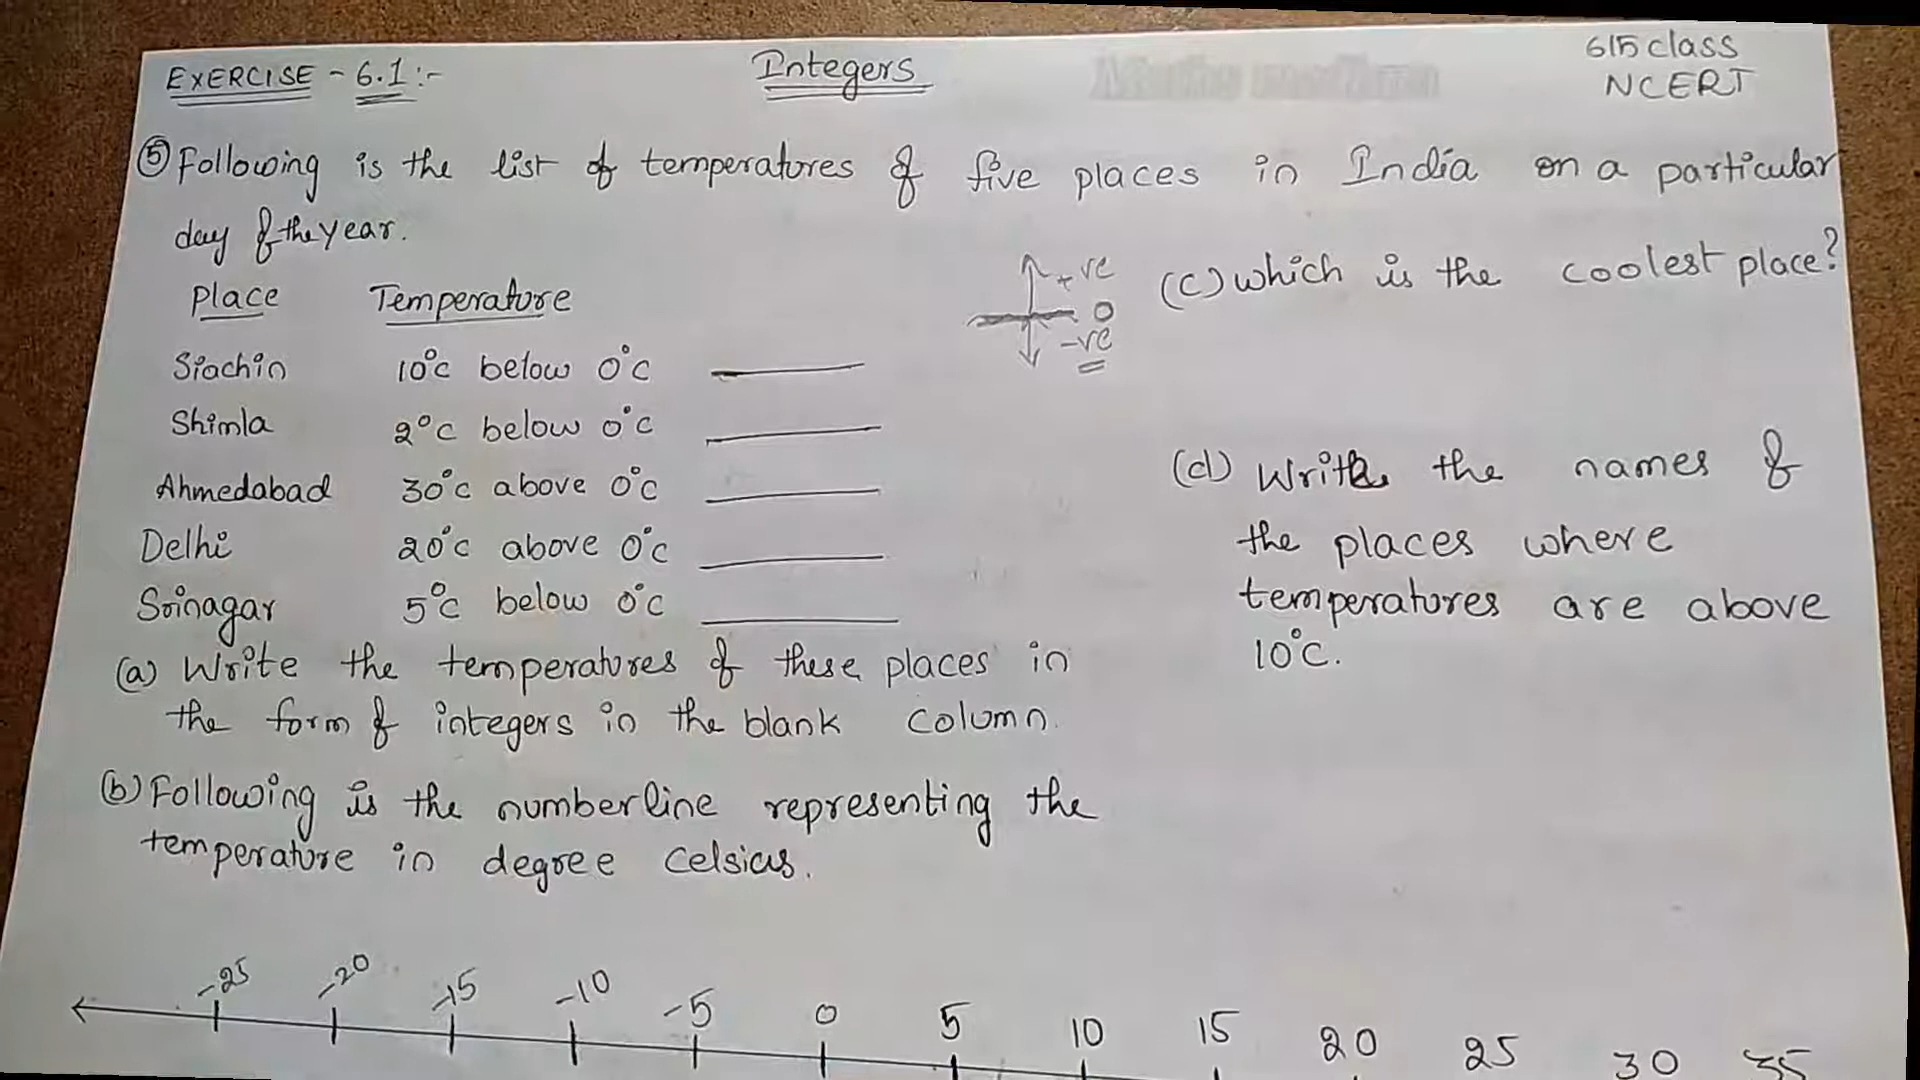 EXERCISE - 6.1:-
Integers
6th class
NCERT
⑤ Following is the list of temperatures of five places in India on a particular
day of the year.
Place Temperature
Siachin 10°c below 0°c
Shimla 2°c below 0°c
Ahmedabad 30°c above 0°c
Delhi 20°c above 0°c
Srinagar 5°c below 0°c
(a) Write the temperatures of these places in
the form of integers in the blank column.
(b) Following is the numberline representing the
temperature in degree celsius.
-25 -20 -15 -10 -5 0 5 10 15 20 25 30 35
+ve
0
-ve
(c) which is the coolest place?
(d) Write the names of
the places where
temperatures are above
10°c.